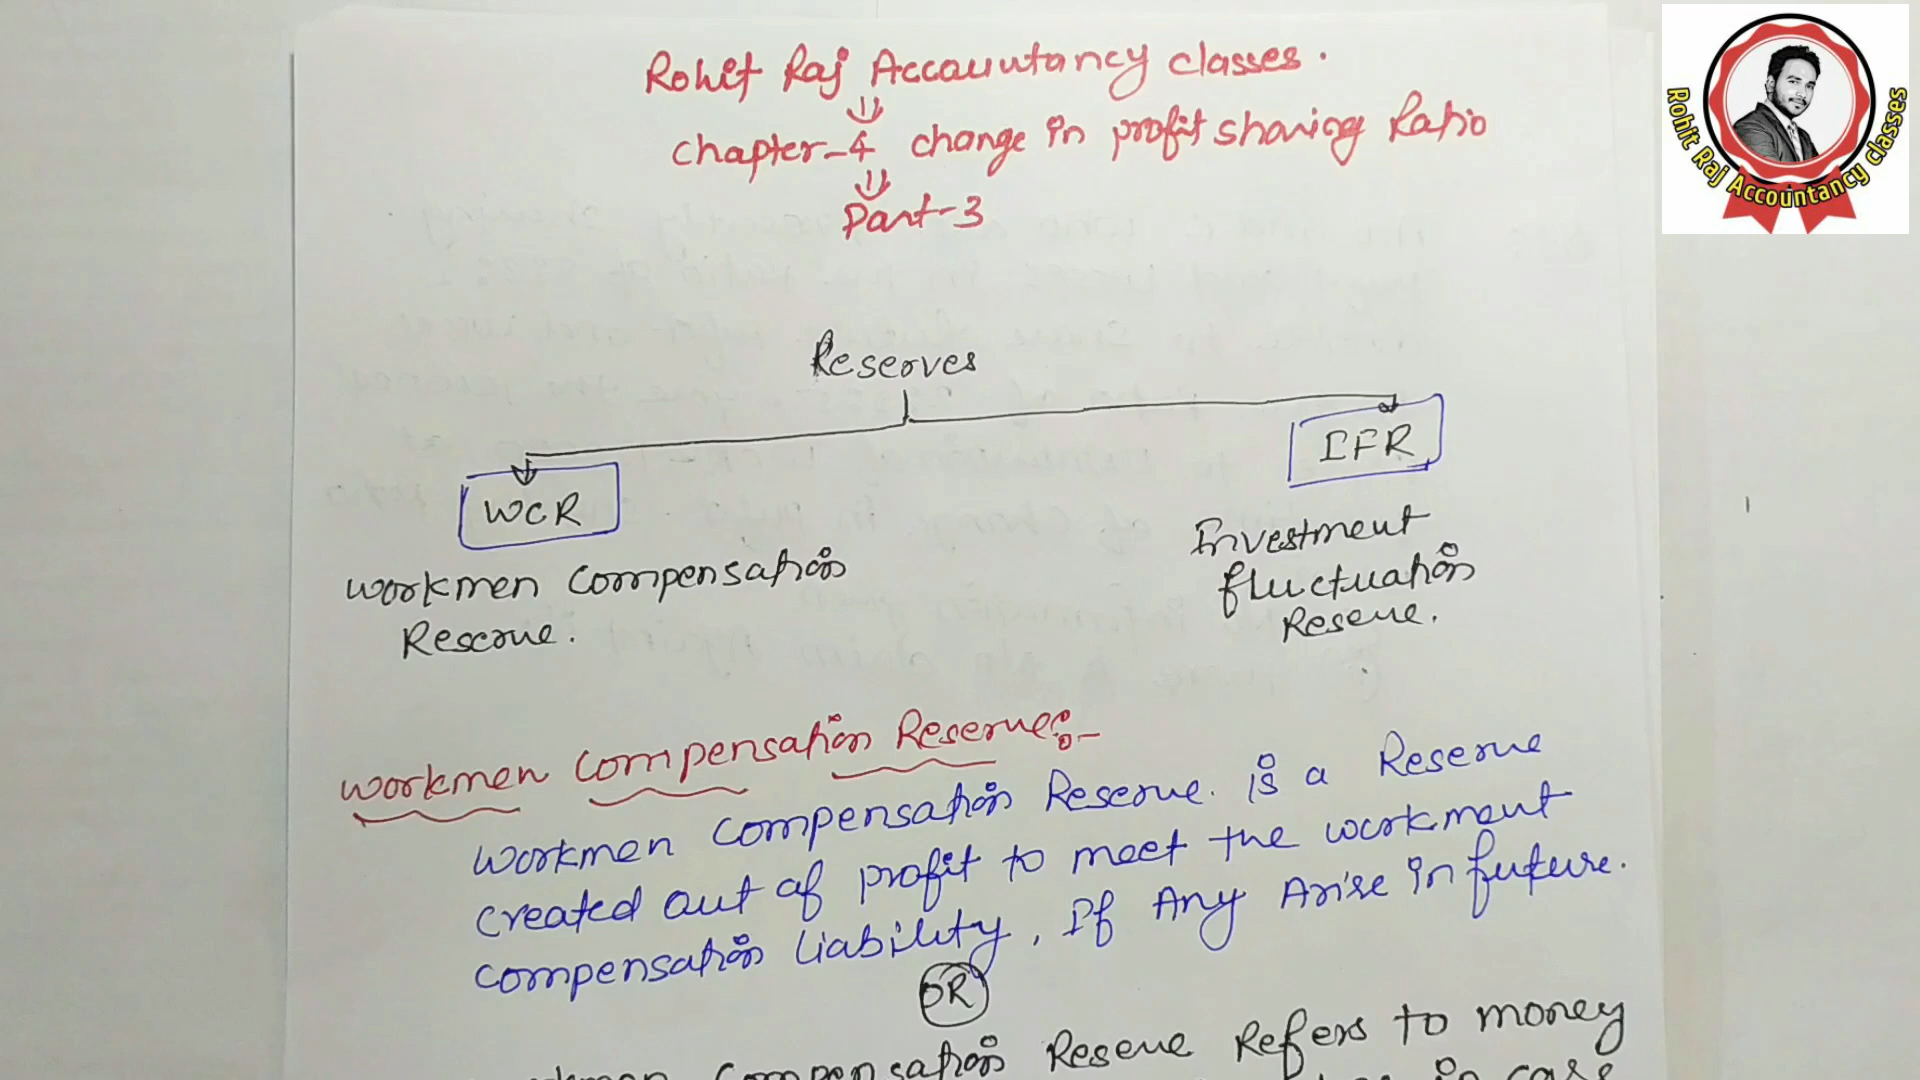 Rohit Raj Accountancy classes.
chapter-4 change in profit sharing Ratio
Part-3
Reserves
WCR
IFR
workmen compensation
Reserve.
Investment
fluctuation
Reserve.
workmen compensation Reserve:-
workmen compensation Reserve. is a Reserve
created out of profit to meet the workment
compensation Liability, If Any Arise in future.
OR
compensation Reserve Refers to money
in case
Rohit Raj Accountancy classes